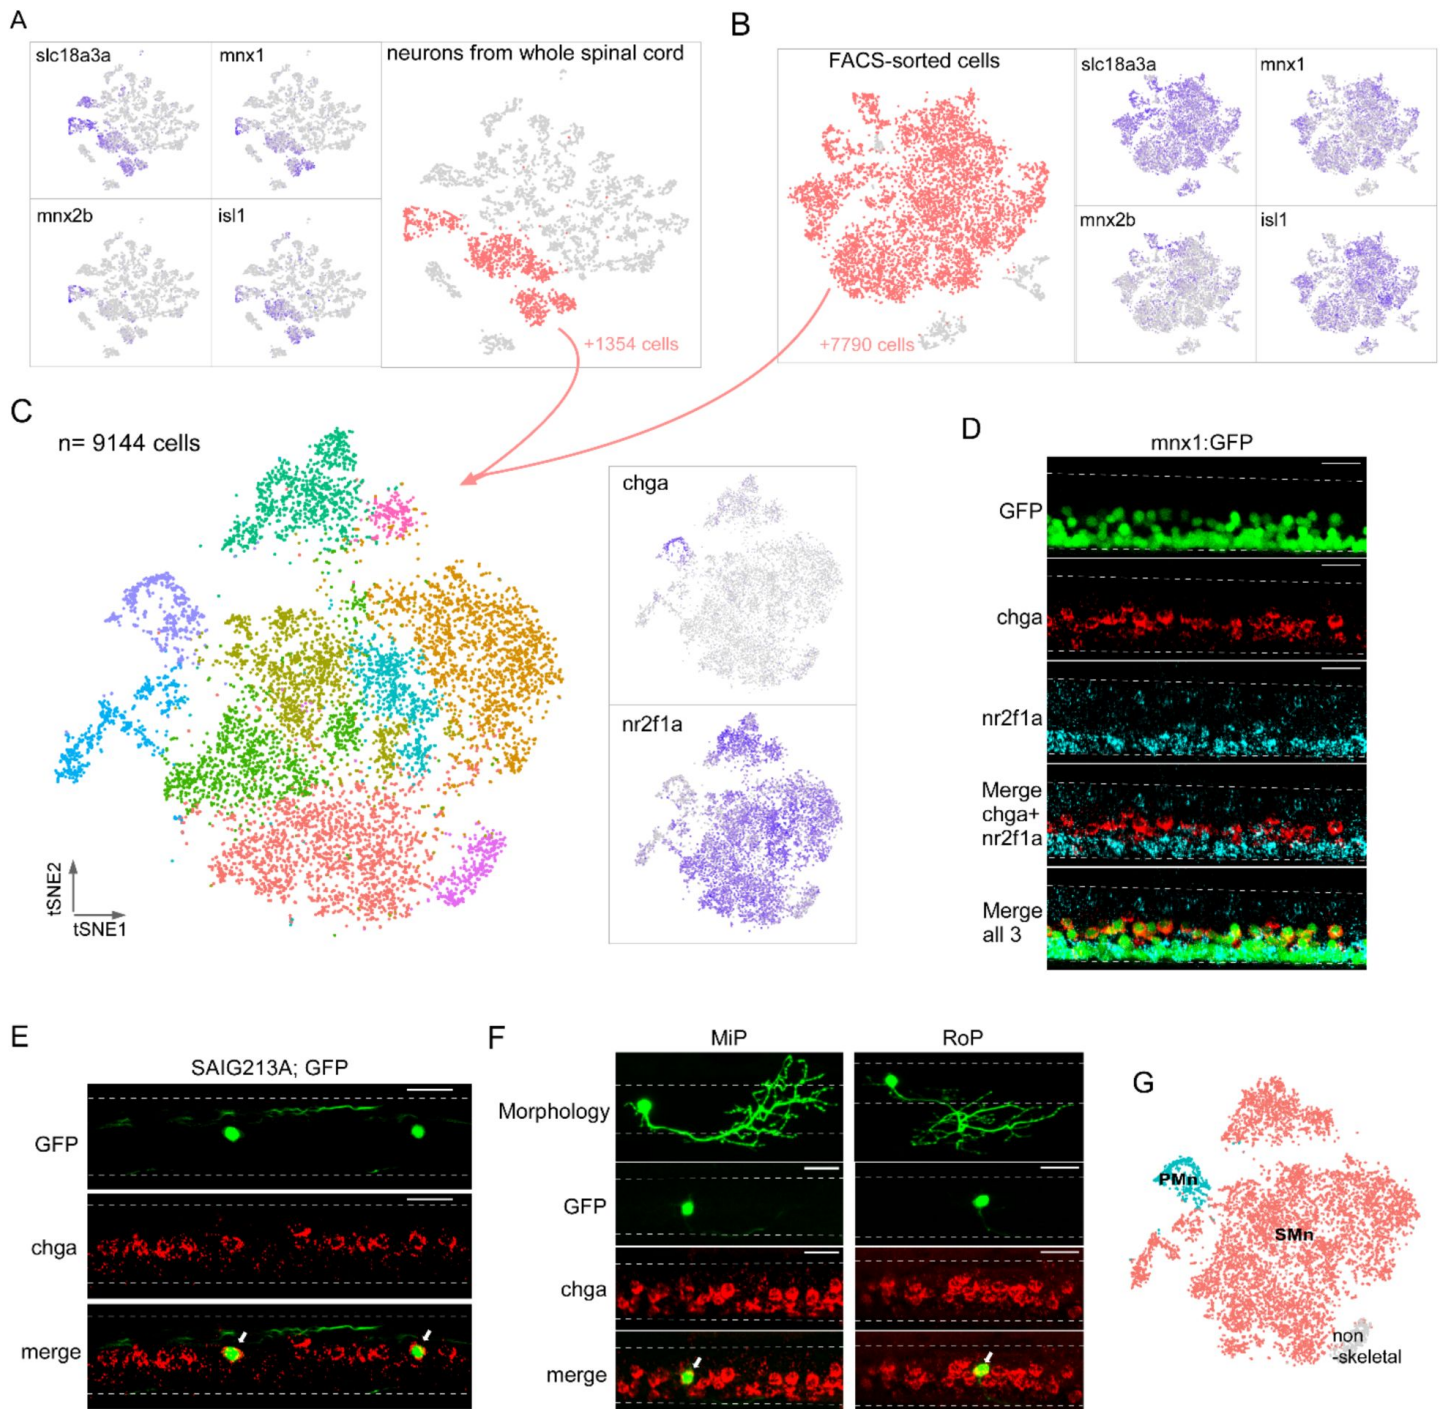 A
slc18a3a
mnx1
mnx2b
isl1
neurons from whole spinal cord
+1354 cells
B
FACS-sorted cells
+7790 cells
slc18a3a
mnx1
mnx2b
isl1
C
n= 9144 cells
tSNE2
tSNE1
chga
nr2f1a
D
mnx1:GFP
GFP
chga
nr2f1a
Merge
chga+
nr2f1a
Merge
all 3
E
SAIG213A; GFP
GFP
chga
merge
F
MiP
RoP
Morphology
GFP
chga
merge
G
PMn
SMn
non
-skeletal